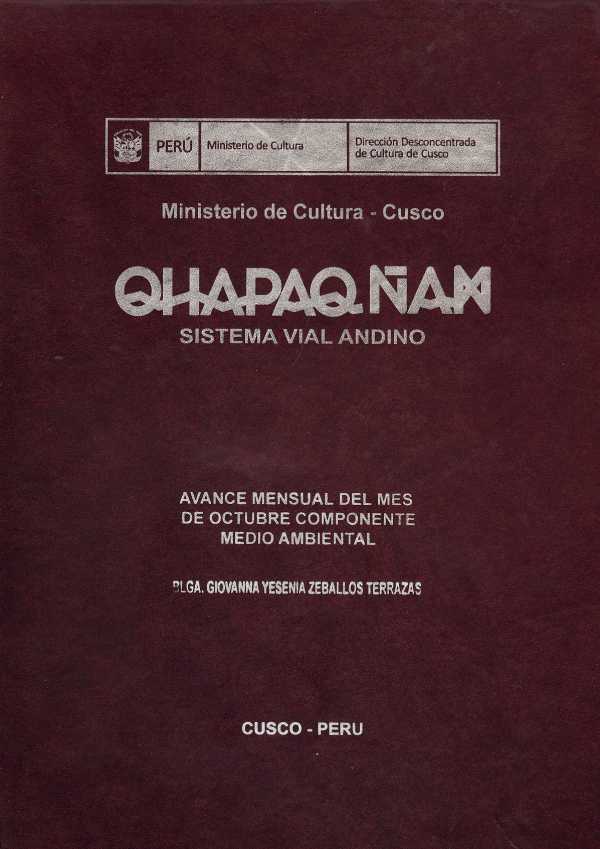 PERÚ
Ministerio de Cultura
Dirección Desconcentrada
de Cultura de Cusco
Ministerio de Cultura - Cusco
QHAPAQ ÑAN
SISTEMA VIAL ANDINO
AVANCE MENSUAL DEL MES
DE OCTUBRE COMPONENTE
MEDIO AMBIENTAL
BLGA. GIOVANNA YESENIA ZEBALLOS TERRAZAS
CUSCO - PERU